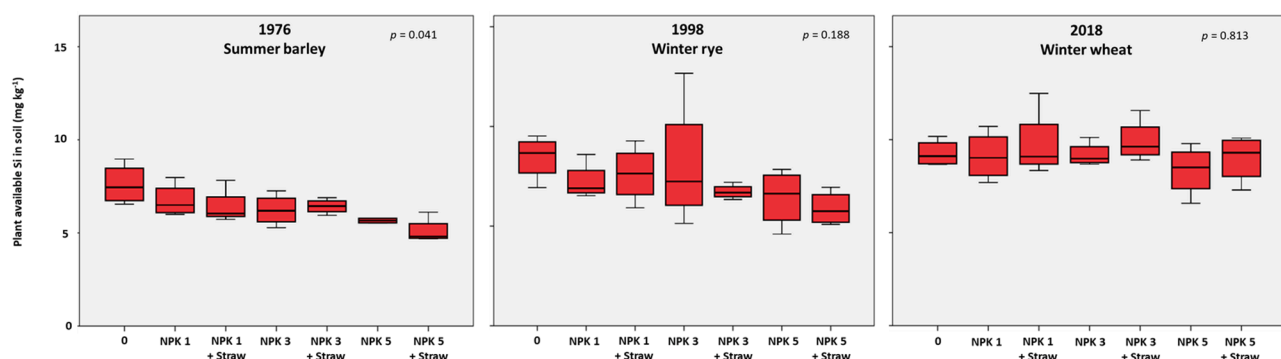 1976
Summer barley
p = 0.041
1998
Winter rye
p = 0.188
2018
Winter wheat
p = 0.813
Plant available Si in soil (mg kg⁻¹)
15
10
5
0
0 NPK 1 NPK 1 NPK 3 NPK 3 NPK 5 NPK 5
+ Straw + Straw + Straw
0 NPK 1 NPK 1 NPK 3 NPK 3 NPK 5 NPK 5
+ Straw + Straw + Straw
0 NPK 1 NPK 1 NPK 3 NPK 3 NPK 5 NPK 5
+ Straw + Straw + Straw